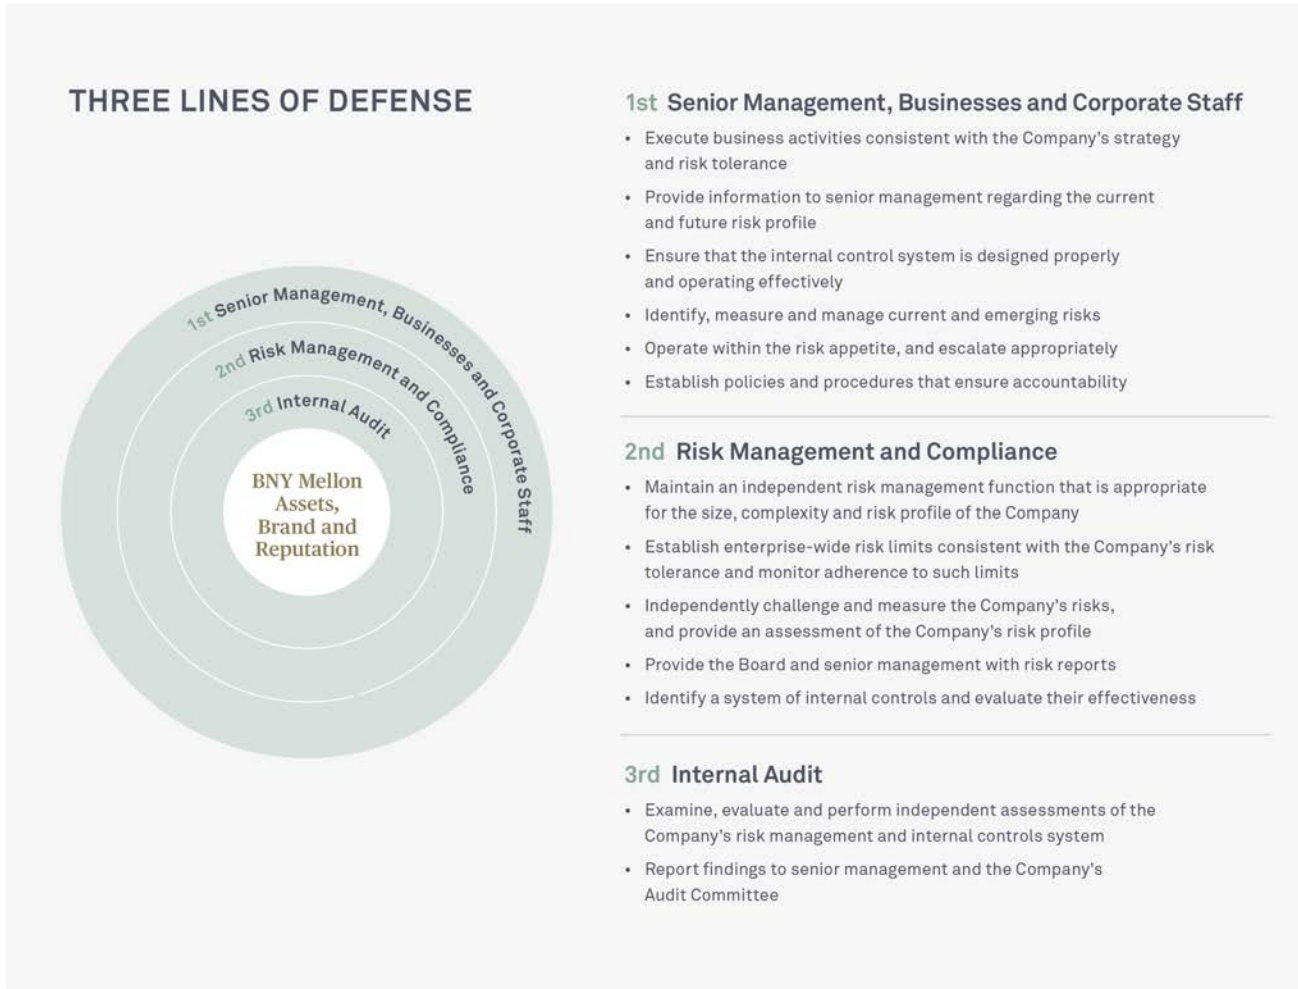 THREE LINES OF DEFENSE
1st Senior Management, Businesses and Corporate Staff
2nd Risk Management and Compliance
3rd Internal Audit
BNY Mellon
Assets,
Brand and
Reputation
1st Senior Management, Businesses and Corporate Staff
• Execute business activities consistent with the Company's strategy
and risk tolerance
• Provide information to senior management regarding the current
and future risk profile
• Ensure that the internal control system is designed properly
and operating effectively
• Identify, measure and manage current and emerging risks
• Operate within the risk appetite, and escalate appropriately
• Establish policies and procedures that ensure accountability
2nd Risk Management and Compliance
• Maintain an independent risk management function that is appropriate
for the size, complexity and risk profile of the Company
• Establish enterprise-wide risk limits consistent with the Company's risk
tolerance and monitor adherence to such limits
• Independently challenge and measure the Company's risks,
and provide an assessment of the Company's risk profile
• Provide the Board and senior management with risk reports
• Identify a system of internal controls and evaluate their effectiveness
3rd Internal Audit
• Examine, evaluate and perform independent assessments of the
Company's risk management and internal controls system
• Report findings to senior management and the Company's
Audit Committee